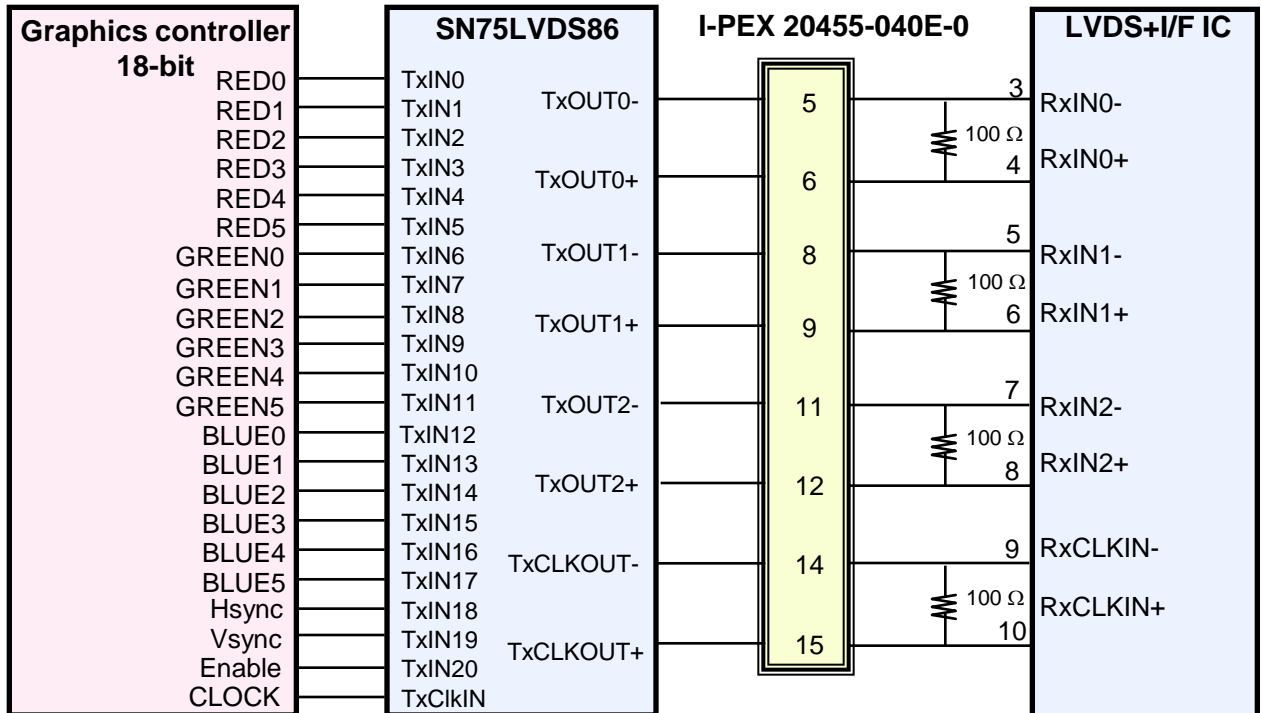 Graphics controller
18-bit
RED0
RED1
RED2
RED3
RED4
RED5
GREEN0
GREEN1
GREEN2
GREEN3
GREEN4
GREEN5
BLUE0
BLUE1
BLUE2
BLUE3
BLUE4
BLUE5
Hsync
Vsync
Enable
CLOCK
SN75LVDS86
TxIN0
TxIN1
TxIN2
TxIN3
TxIN4
TxIN5
TxIN6
TxIN7
TxIN8
TxIN9
TxIN10
TxIN11
TxIN12
TxIN13
TxIN14
TxIN15
TxIN16
TxIN17
TxIN18
TxIN19
TxIN20
TxClkIN
TxOUT0-
TxOUT0+
TxOUT1-
TxOUT1+
TxOUT2-
TxOUT2+
TxCLKOUT-
TxCLKOUT+
I-PEX 20455-040E-0
5
6
8
9
11
12
14
15
3
100 Ω
4
5
100 Ω
6
7
100 Ω
8
9
100 Ω
10
LVDS+I/F IC
RxIN0-
RxIN0+
RxIN1-
RxIN1+
RxIN2-
RxIN2+
RxCLKIN-
RxCLKIN+